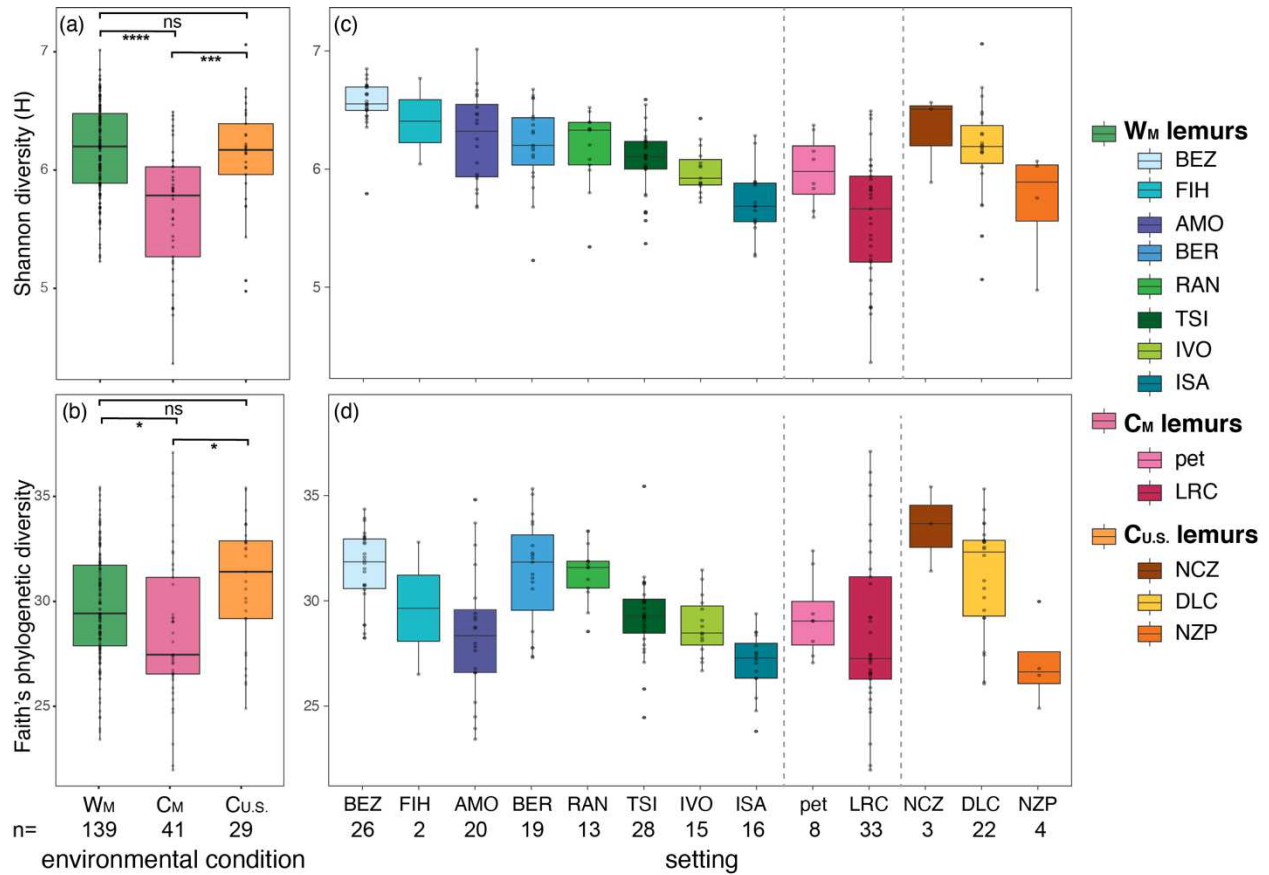 (a)
ns
****
***
Shannon diversity (H)
7
6
5
(c)
7
6
5
(b)
ns
*
*
Faith's phylogenetic diversity
35
30
25
(d)
35
30
25
WM CM CU.S.
BEZ FIH AMO BER RAN TSI IVO ISA pet LRC NCZ DLC NZP
n= 139 41 29
26 2 20 19 13 28 15 16 8 33 3 22 4
environmental condition
setting
WM lemurs
BEZ
FIH
AMO
BER
RAN
TSI
IVO
ISA
CM lemurs
pet
LRC
CU.S. lemurs
NCZ
DLC
NZP